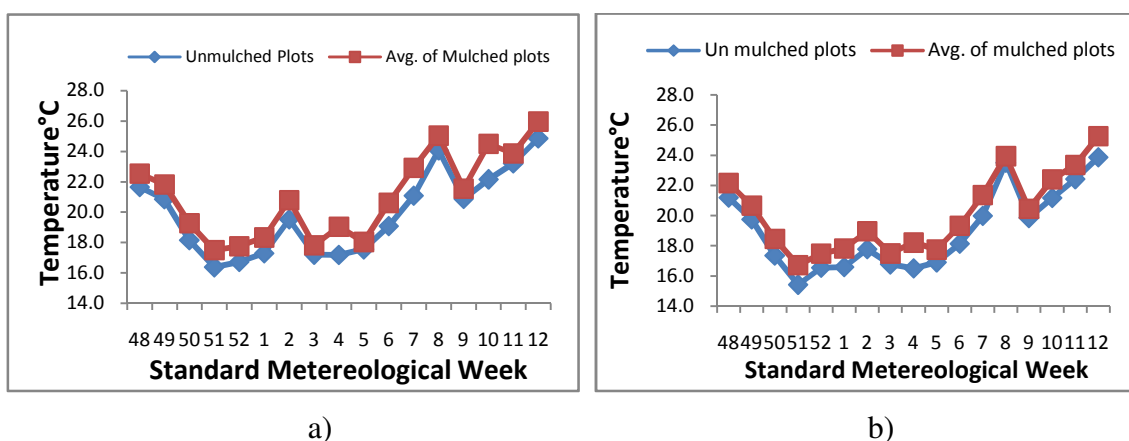 Unmulched Plots Avg. of Mulched plots
28.0
26.0
24.0
22.0
20.0
18.0
16.0
14.0
Temperature°C
48 49 50 51 52 1 2 3 4 5 6 7 8 9 10 11 12
Standard Metereological Week
a)
Un mulched plots Avg. of mulched plots
28.0
26.0
24.0
22.0
20.0
18.0
16.0
14.0
Temperature°C
48 49 50 51 52 1 2 3 4 5 6 7 8 9 10 11 12
Standard Metereological Week
b)